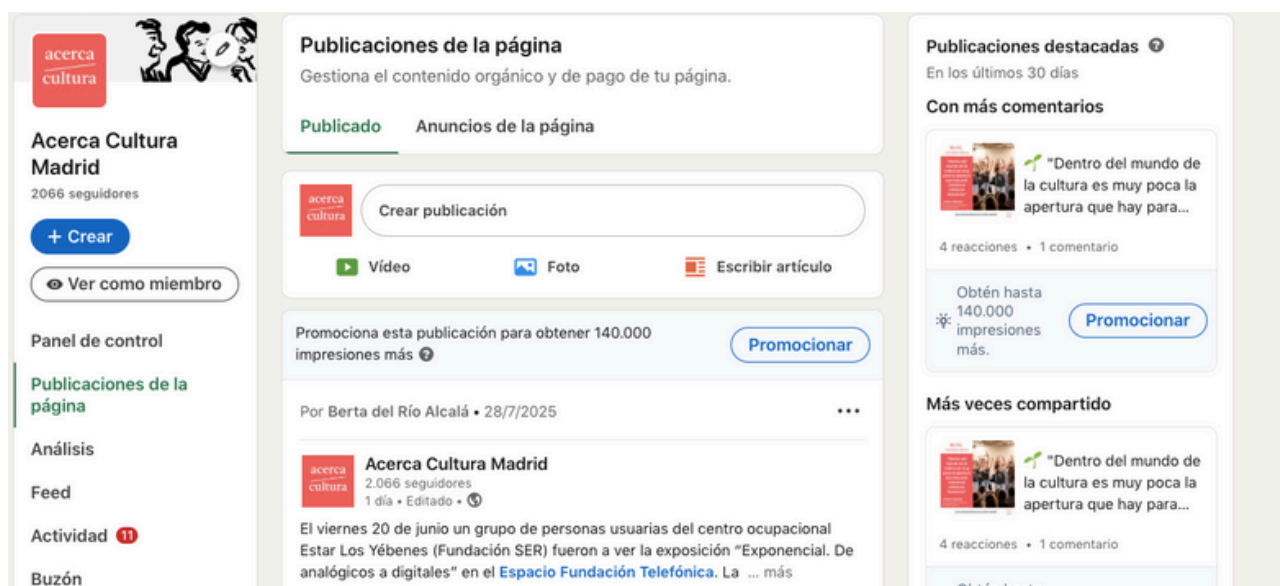 acerca
cultura
Acerca Cultura
Madrid
2066 seguidores
+ Crear
Ver como miembro
Panel de control
Publicaciones de la
página
Análisis
Feed
Actividad 11
Buzón
Publicaciones de la página
Gestiona el contenido orgánico y de pago de tu página.
Publicado Anuncios de la página
acerca
cultura
Crear publicación
Vídeo Foto Escribir artículo
Promociona esta publicación para obtener 140.000
impresiones más
Promocionar
Por Berta del Río Alcalá • 28/7/2025
acerca
cultura
Acerca Cultura Madrid
2.066 seguidores
1 día • Editado •
El viernes 20 de junio un grupo de personas usuarias del centro ocupacional
Estar Los Yébenes (Fundación SER) fueron a ver la exposición “Exponencial. De
analógicos a digitales” en el Espacio Fundación Telefónica. La ... más
Publicaciones destacadas
En los últimos 30 días
Con más comentarios
"Dentro del mundo de
la cultura es muy poca la
apertura que hay para...
4 reacciones • 1 comentario
Obtén hasta
140.000
impresiones
más.
Promocionar
Más veces compartido
"Dentro del mundo de
la cultura es muy poca la
apertura que hay para...
4 reacciones • 1 comentario